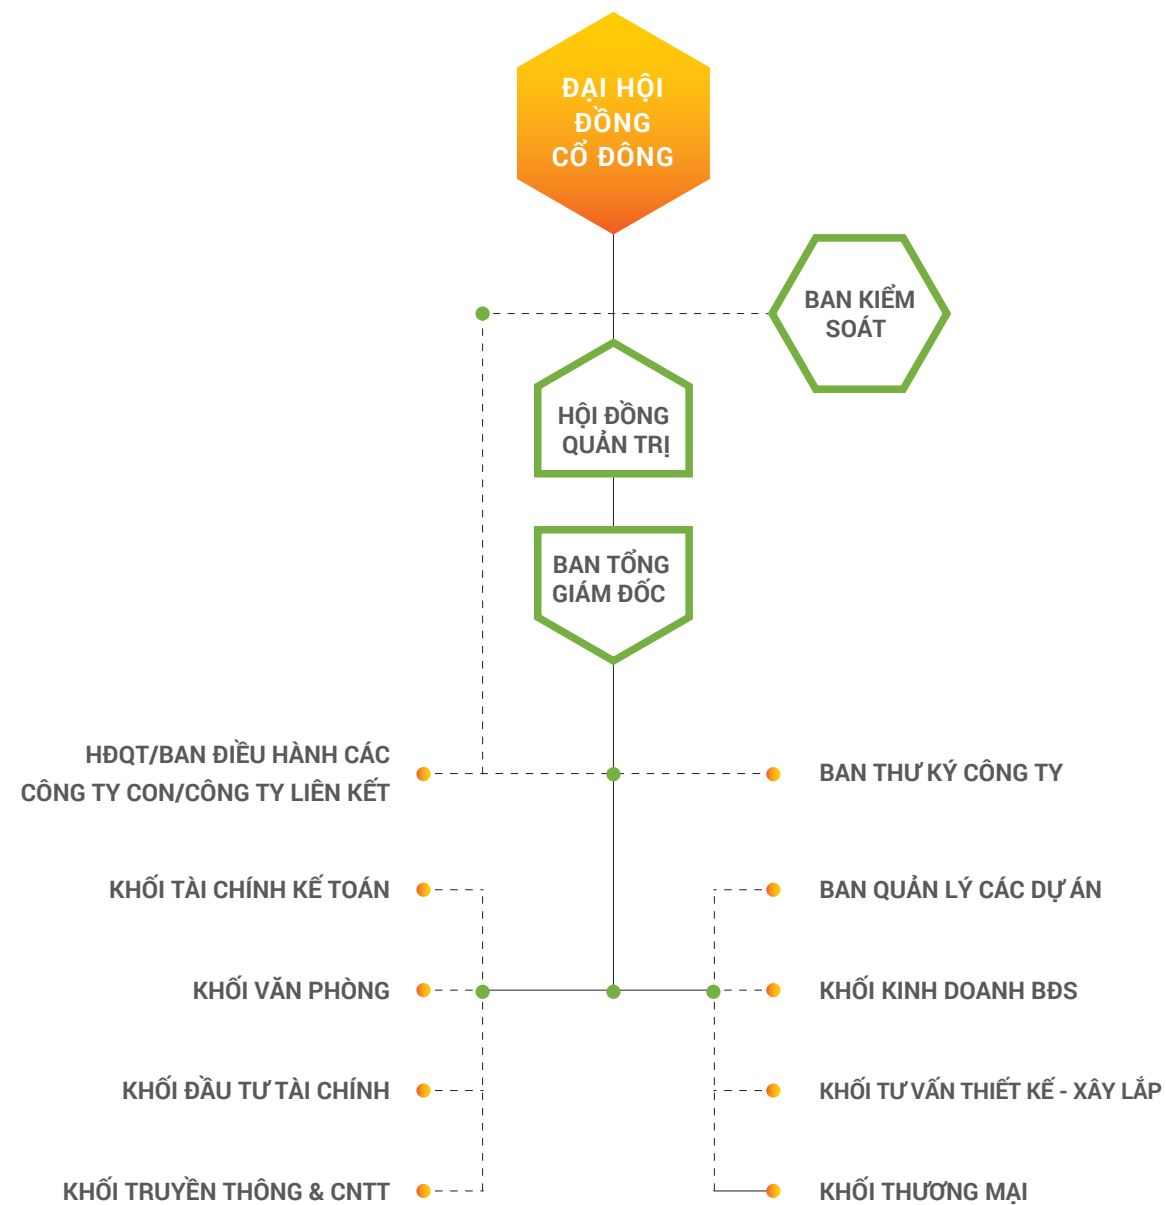 ĐẠI HỘI
ĐỒNG
CỔ ĐÔNG
BAN KIỂM
SOÁT
HỘI ĐỒNG
QUẢN TRỊ
BAN TỔNG
GIÁM ĐỐC
HĐQT/BAN ĐIỀU HÀNH CÁC
CÔNG TY CON/CÔNG TY LIÊN KẾT
BAN THƯ KÝ CÔNG TY
KHỐI TÀI CHÍNH KẾ TOÁN
BAN QUẢN LÝ CÁC DỰ ÁN
KHỐI VĂN PHÒNG
KHỐI KINH DOANH BĐS
KHỐI ĐẦU TƯ TÀI CHÍNH
KHỐI TƯ VẤN THIẾT KẾ - XÂY LẮP
KHỐI TRUYỀN THÔNG & CNTT
KHỐI THƯƠNG MẠI